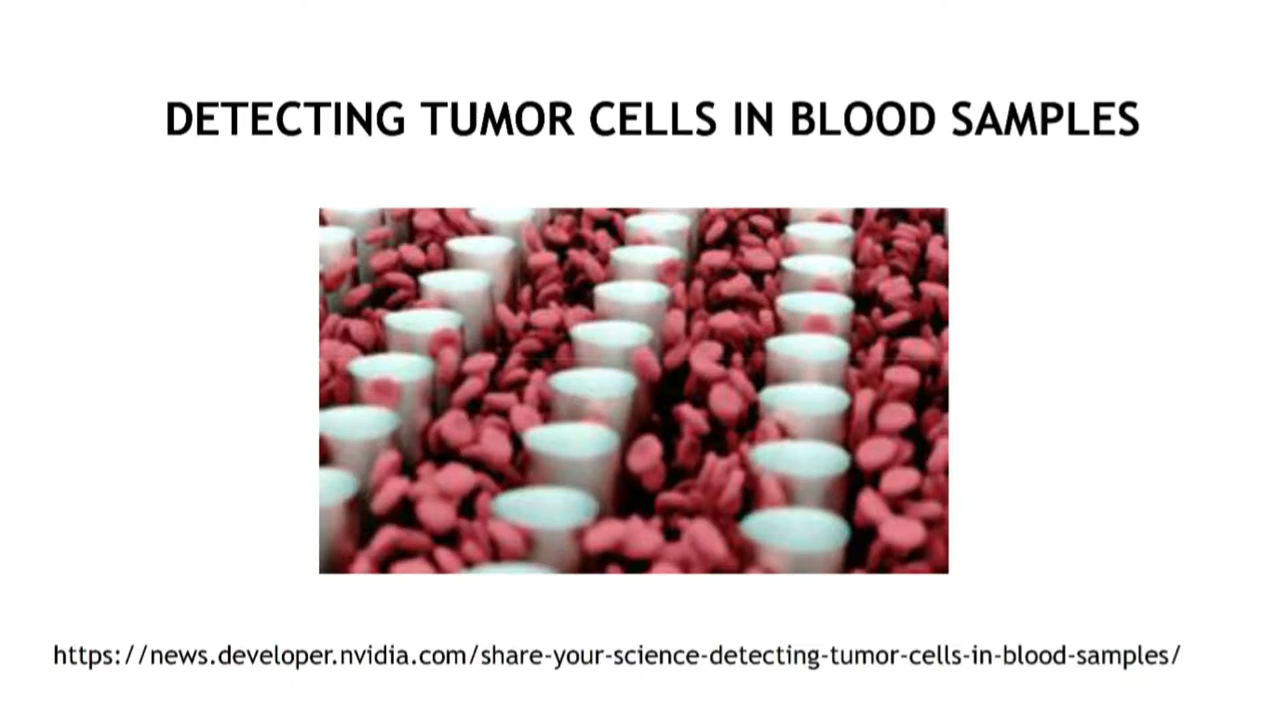 DETECTING TUMOR CELLS IN BLOOD SAMPLES
https://news.developer.nvidia.com/share-your-science-detecting-tumor-cells-in-blood-samples/